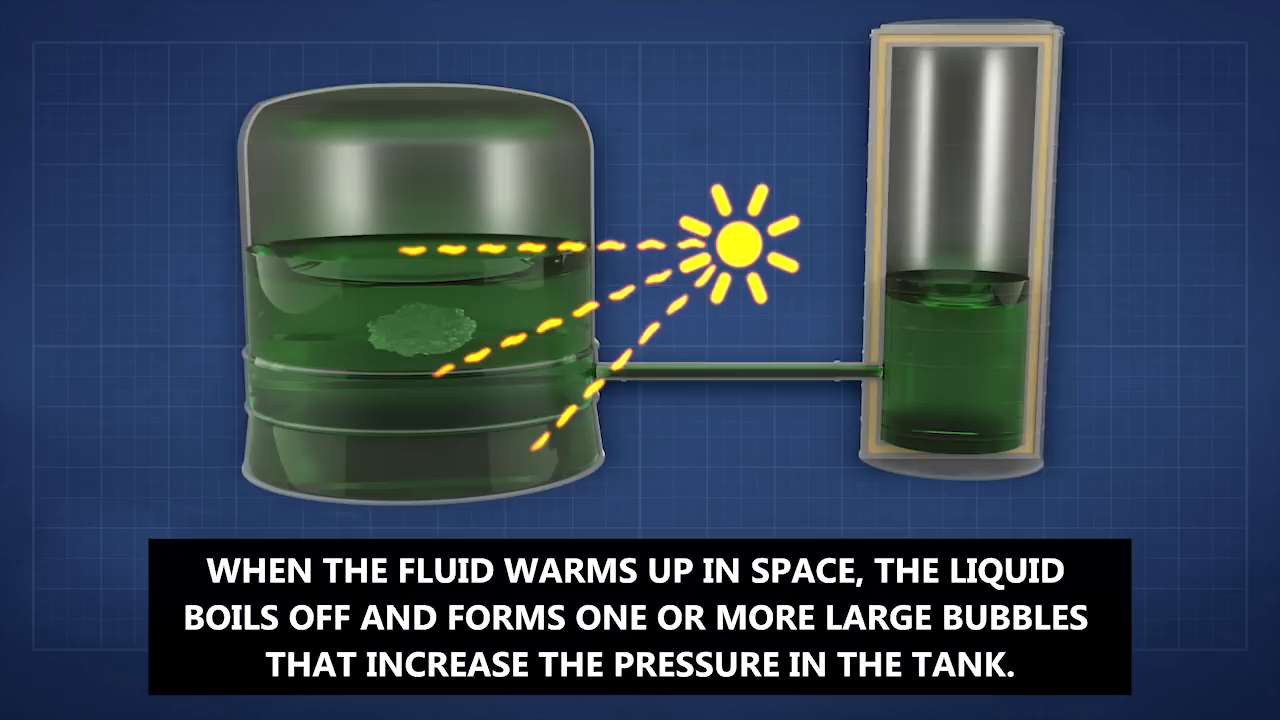 WHEN THE FLUID WARMS UP IN SPACE, THE LIQUID
BOILS OFF AND FORMS ONE OR MORE LARGE BUBBLES
THAT INCREASE THE PRESSURE IN THE TANK.